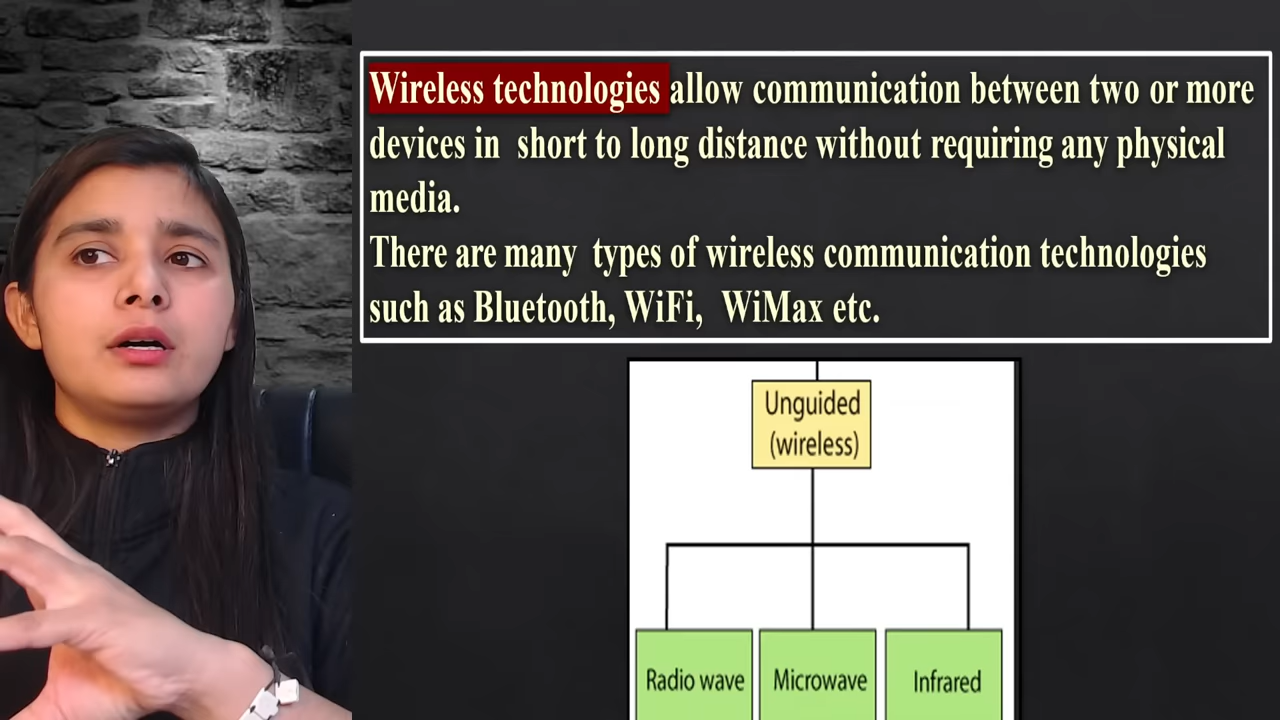 Wireless technologies allow communication between two or more
devices in short to long distance without requiring any physical
media.
There are many types of wireless communication technologies
such as Bluetooth, WiFi, WiMax etc.
Unguided
(wireless)
Radio wave
Microwave
Infrared